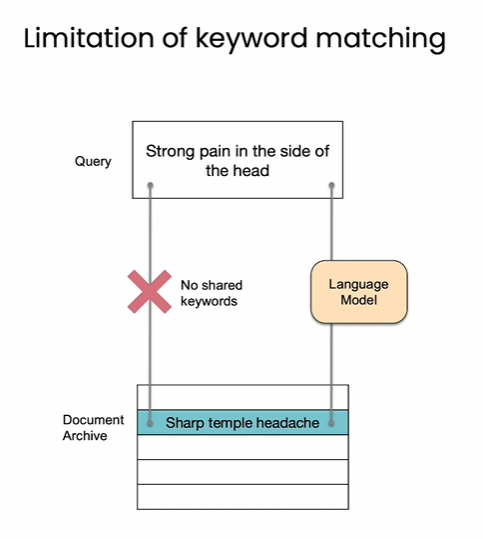 Limitation of keyword matching
Query
Strong pain in the side of
the head
No shared
keywords
Language
Model
Document
Archive
Sharp temple headache